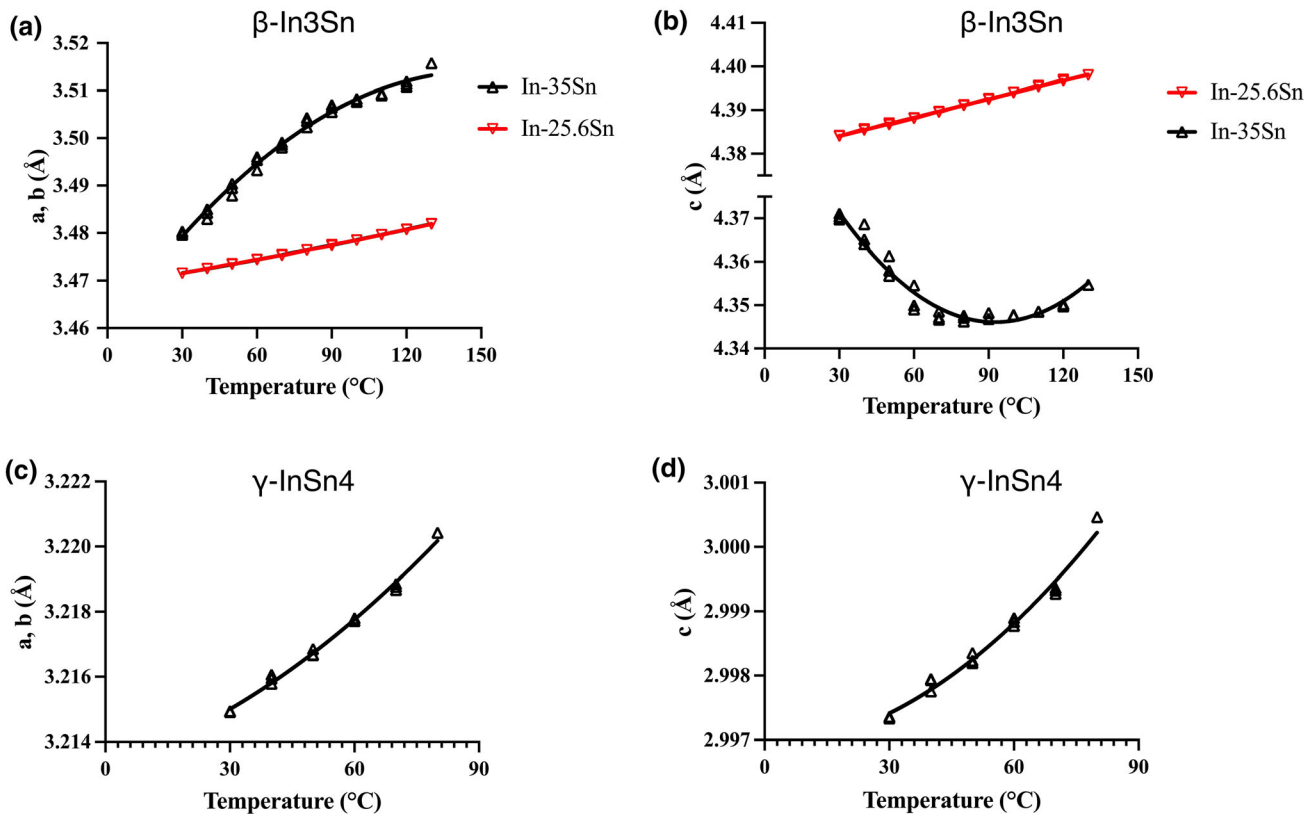 (a)
β-In3Sn
3.52
3.51
3.50
3.49
3.48
3.47
3.46
a, b (Å)
0
30
60
90
120
150
Temperature (°C)
In-35Sn
In-25.6Sn
(b)
β-In3Sn
4.41
4.40
4.39
4.38
4.37
4.36
4.35
4.34
c (Å)
0
30
60
90
120
150
Temperature (°C)
In-25.6Sn
In-35Sn
(c)
γ-InSn4
3.222
3.220
3.218
3.216
3.214
a, b (Å)
0
30
60
90
Temperature (°C)
(d)
γ-InSn4
3.001
3.000
2.999
2.998
2.997
c (Å)
0
30
60
90
Temperature (°C)